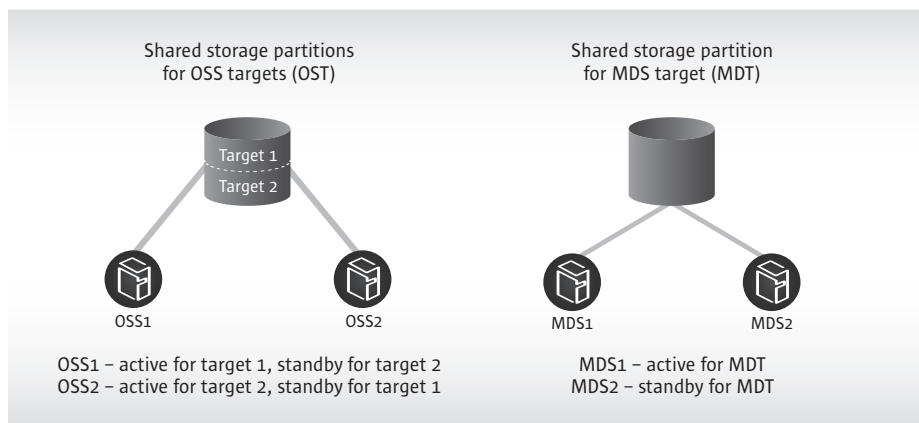 Shared storage partitions
for OSS targets (OST)
Target 1
Target 2
OSS1
OSS2
OSS1 – active for target 1, standby for target 2
OSS2 – active for target 2, standby for target 1
Shared storage partition
for MDS target (MDT)
MDS1
MDS2
MDS1 – active for MDT
MDS2 – standby for MDT